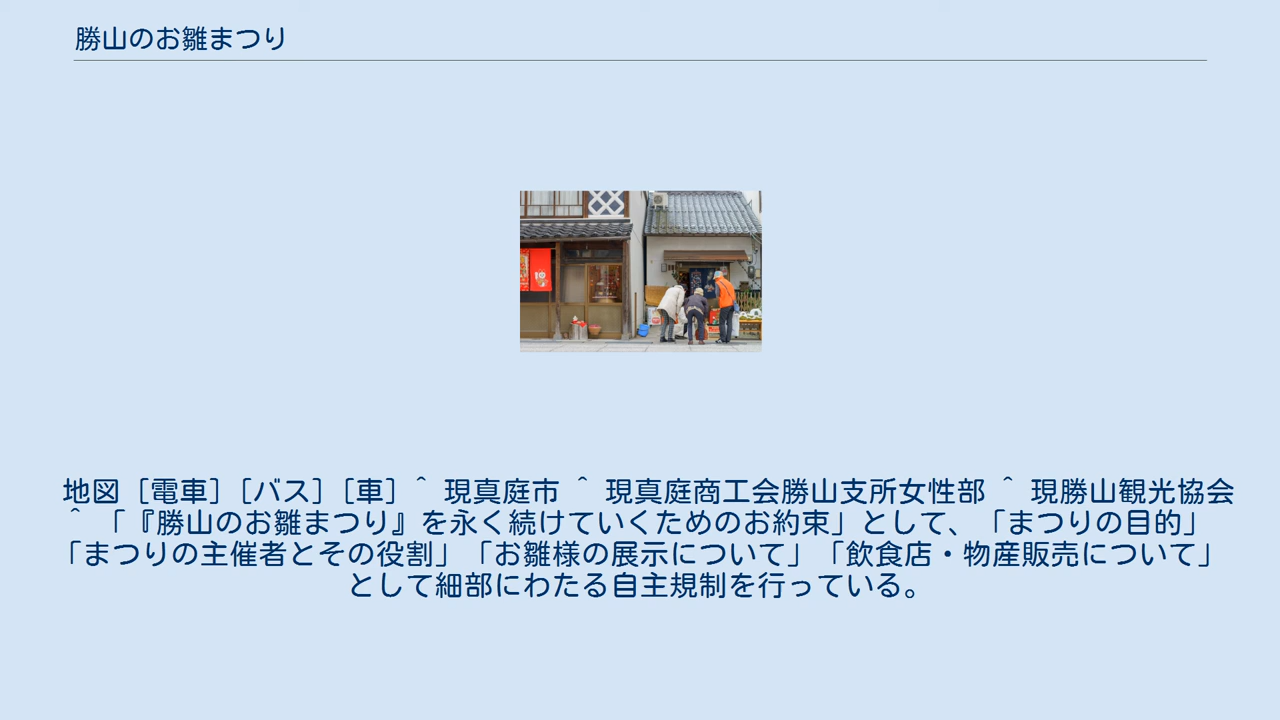 勝山のお雛まつり
地図［電車］［バス］［車］＾ 現真庭市 ＾ 現真庭商工会勝山支所女性部 ＾ 現勝山観光協会
＾ 「『勝山のお雛まつり』を永く続けていくためのお約束」として、「まつりの目的」
「まつりの主催者とその役割」「お雛様の展示について」「飲食店・物産販売について」
として細部にわたる自主規制を行っている。